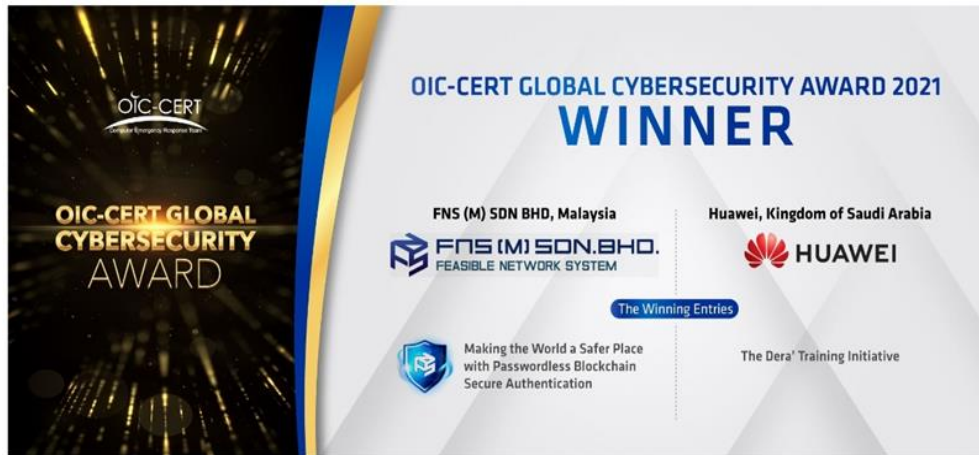 OIC-CERT
Computer Emergency Response Team
OIC-CERT GLOBAL
CYBERSECURITY
AWARD
OIC-CERT GLOBAL CYBERSECURITY AWARD 2021
WINNER
FNS (M) SDN BHD, Malaysia
FNS (M) SDN.BHD.
FEASIBLE NETWORK SYSTEM
Huawei, Kingdom of Saudi Arabia
HUAWEI
The Winning Entries
Making the World a Safer Place
with Passwordless Blockchain
Secure Authentication
The Dera' Training Initiative